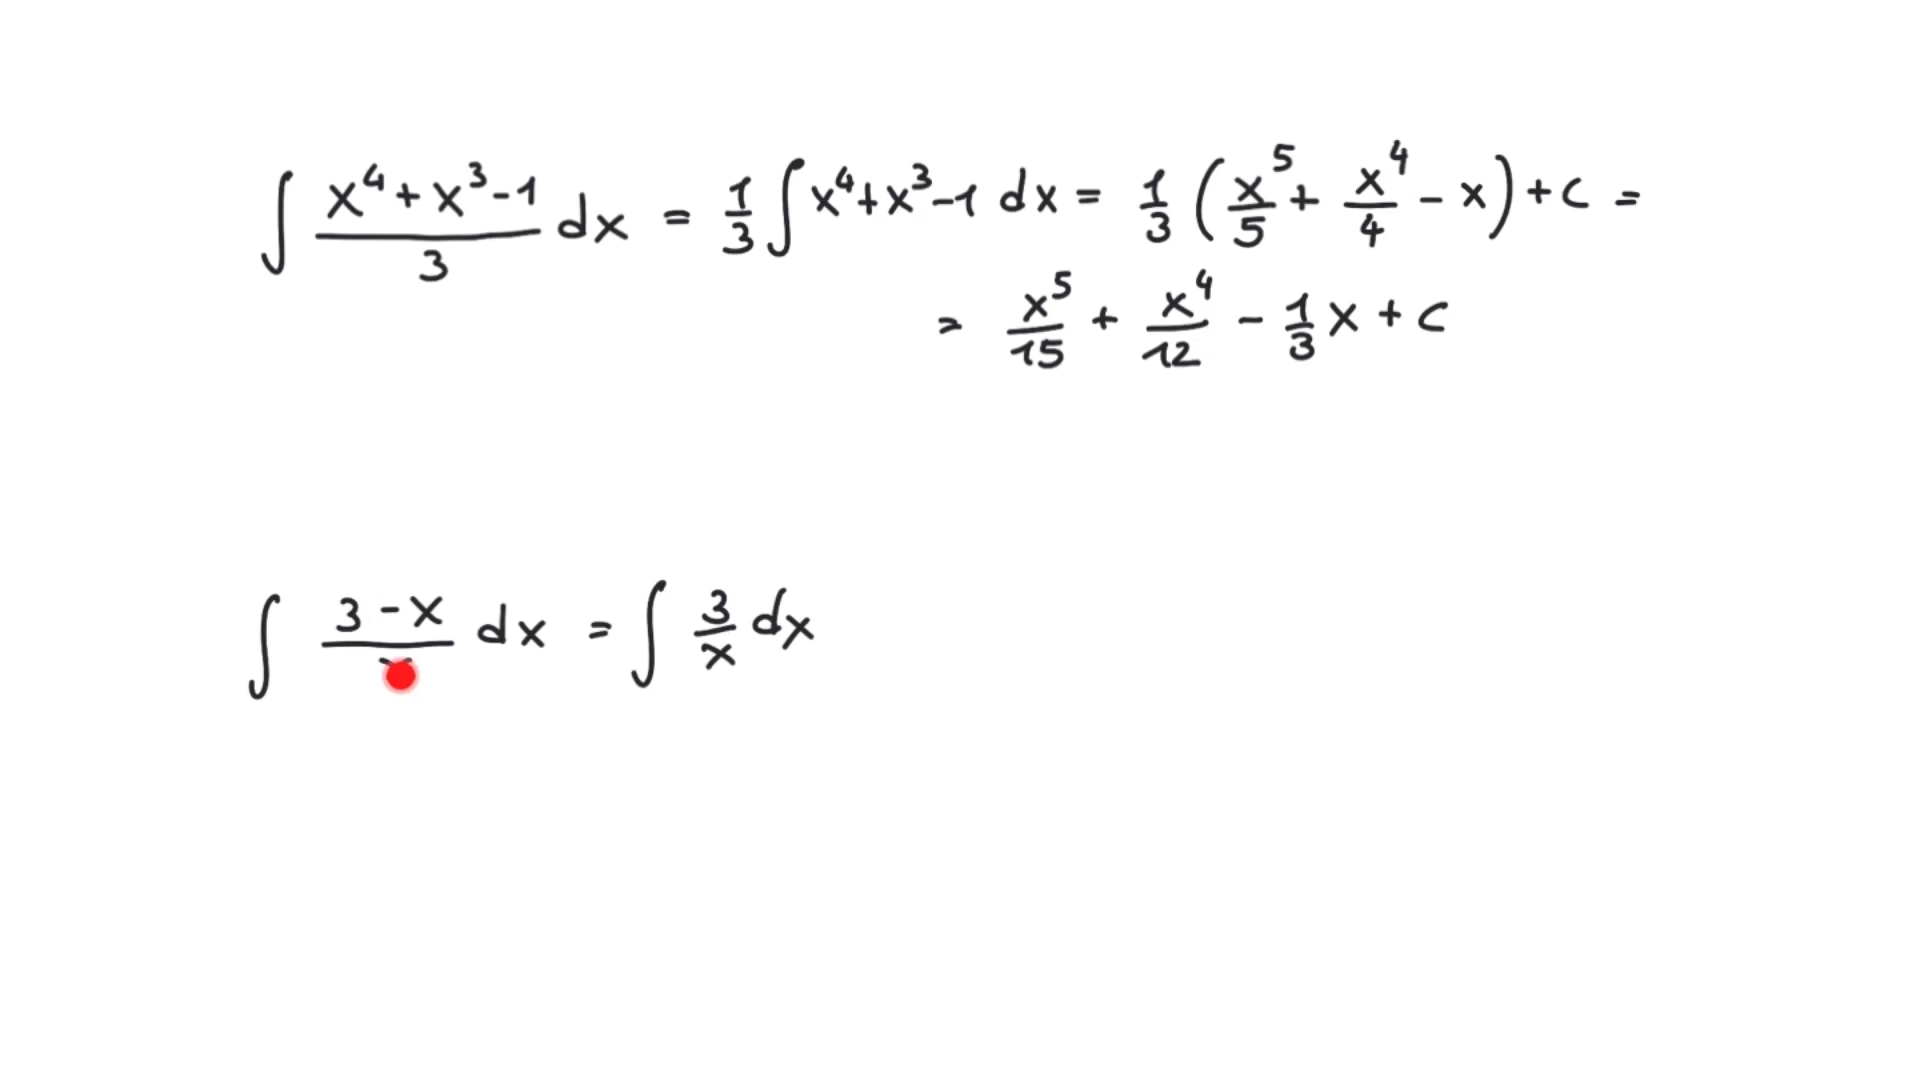 ∫ (x⁴ + x³ - 1)/3 dx = 1/3 ∫ x⁴ + x³ - 1 dx = 1/3 (x⁵/5 + x⁴/4 - x) + c =
= x⁵/15 + x⁴/12 - 1/3 x + c
∫ (3 - x)/ dx = ∫ 3/x dx